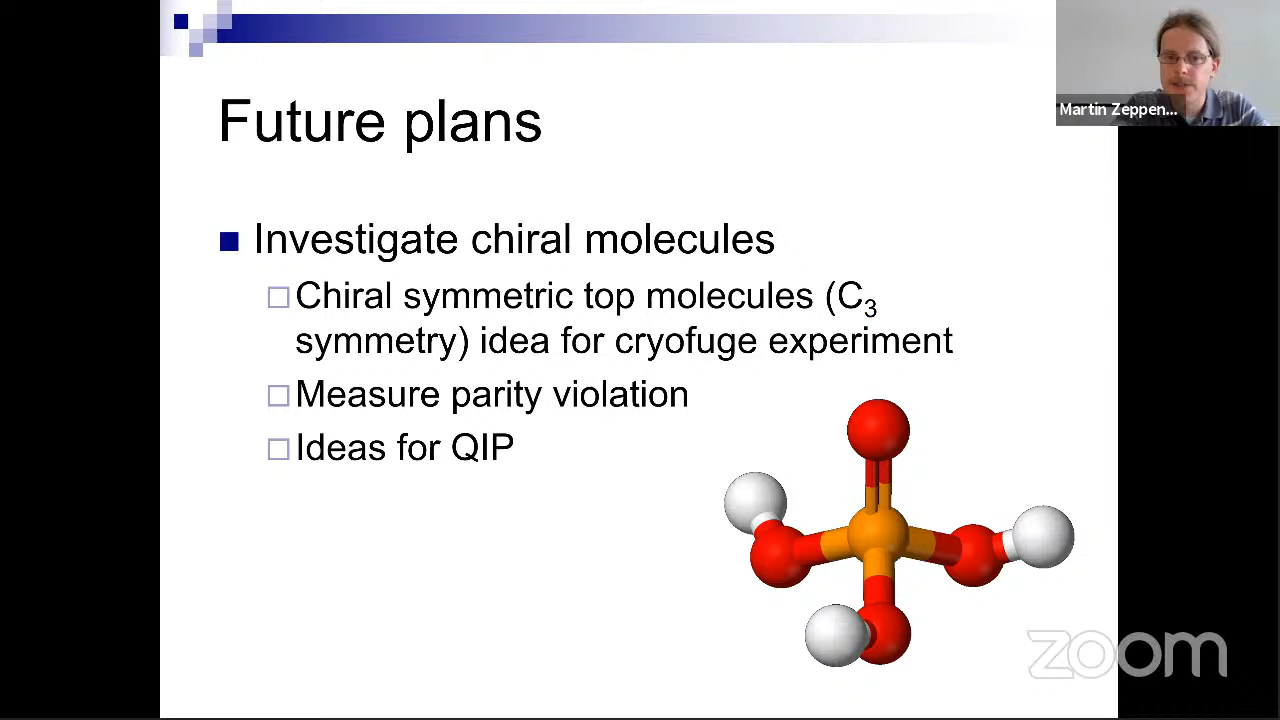 Future plans
Martin Zeppen...
Investigate chiral molecules
Chiral symmetric top molecules (C₃
symmetry) idea for cryofuge experiment
Measure parity violation
Ideas for QIP
zoom